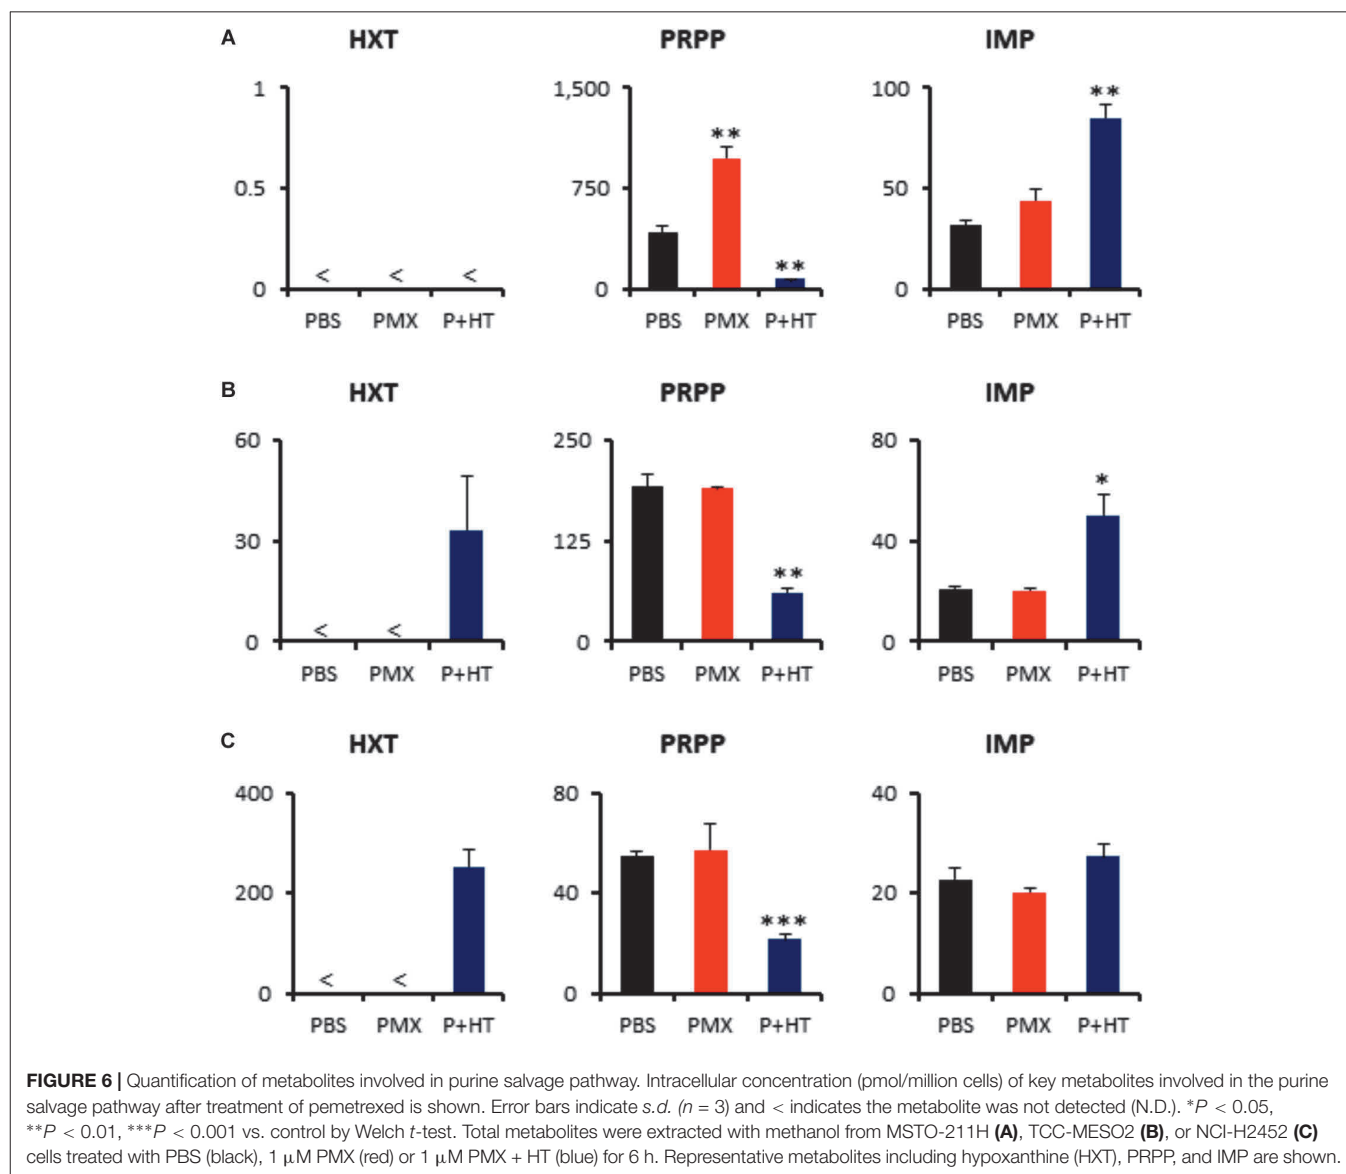 A HXT PRPP IMP
1 1,500 100
** **
0.5 750 50
**
< < <
0 0 0
PBS PMX P+HT PBS PMX P+HT PBS PMX P+HT
B HXT PRPP IMP
60 250 80
*
30 125 40
**
< <
0 0 0
PBS PMX P+HT PBS PMX P+HT PBS PMX P+HT
C HXT PRPP IMP
400 80 40
200 40 20
***
< <
0 0 0
PBS PMX P+HT PBS PMX P+HT PBS PMX P+HT
FIGURE 6 | Quantification of metabolites involved in purine salvage pathway. Intracellular concentration (pmol/million cells) of key metabolites involved in the purine
salvage pathway after treatment of pemetrexed is shown. Error bars indicate s.d. (n = 3) and < indicates the metabolite was not detected (N.D.). *P < 0.05,
**P < 0.01, ***P < 0.001 vs. control by Welch t-test. Total metabolites were extracted with methanol from MSTO-211H (A), TCC-MESO2 (B), or NCI-H2452 (C)
cells treated with PBS (black), 1 μM PMX (red) or 1 μM PMX + HT (blue) for 6 h. Representative metabolites including hypoxanthine (HXT), PRPP, and IMP are shown.